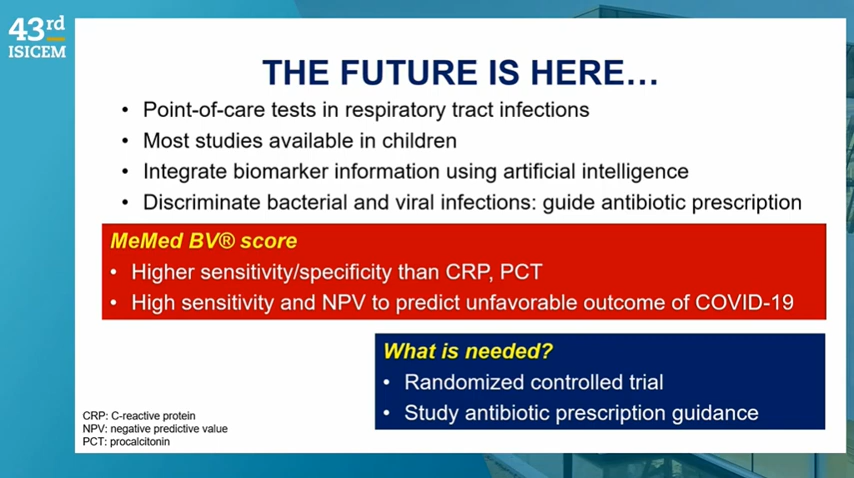 43rd
ISICEM
THE FUTURE IS HERE…
• Point-of-care tests in respiratory tract infections
• Most studies available in children
• Integrate biomarker information using artificial intelligence
• Discriminate bacterial and viral infections: guide antibiotic prescription
MeMed BV® score
• Higher sensitivity/specificity than CRP, PCT
• High sensitivity and NPV to predict unfavorable outcome of COVID-19
What is needed?
• Randomized controlled trial
• Study antibiotic prescription guidance
CRP: C-reactive protein
NPV: negative predictive value
PCT: procalcitonin